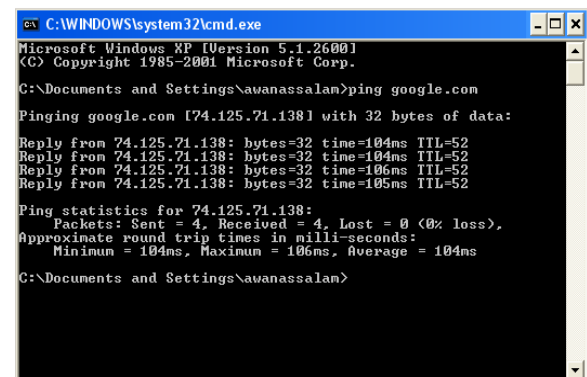 C:\WINDOWS\system32\cmd.exe
Microsoft Windows XP [Version 5.1.2600]
(C) Copyright 1985-2001 Microsoft Corp.
C:\Documents and Settings\awanassalam>ping google.com
Pinging google.com [74.125.71.138] with 32 bytes of data:
Reply from 74.125.71.138: bytes=32 time=104ms TTL=52
Reply from 74.125.71.138: bytes=32 time=104ms TTL=52
Reply from 74.125.71.138: bytes=32 time=106ms TTL=52
Reply from 74.125.71.138: bytes=32 time=105ms TTL=52
Ping statistics for 74.125.71.138:
    Packets: Sent = 4, Received = 4, Lost = 0 (0% loss),
Approximate round trip times in milli-seconds:
    Minimum = 104ms, Maximum = 106ms, Average = 104ms
C:\Documents and Settings\awanassalam>